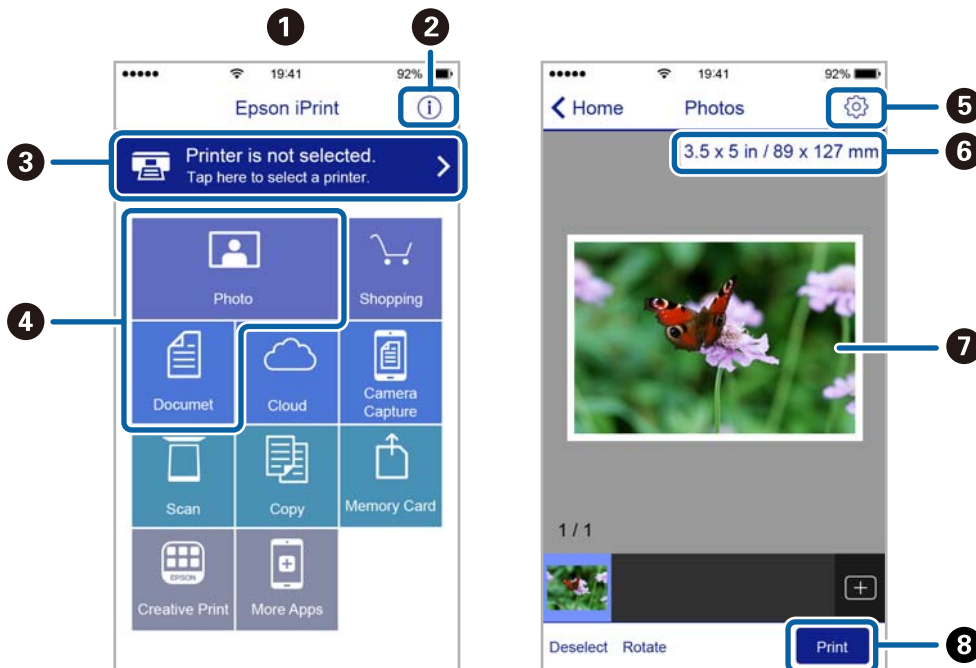 1
2
19:41
92%
Epson iPrint
3
Printer is not selected.
Tap here to select a printer.
4
Photo
Shopping
Documet
Cloud
Camera
Capture
Scan
Copy
Memory Card
EPSON
Creative Print
More Apps
19:41
92%
Home
Photos
5
3.5 x 5 in / 89 x 127 mm
6
7
1 / 1
Deselect
Rotate
Print
8